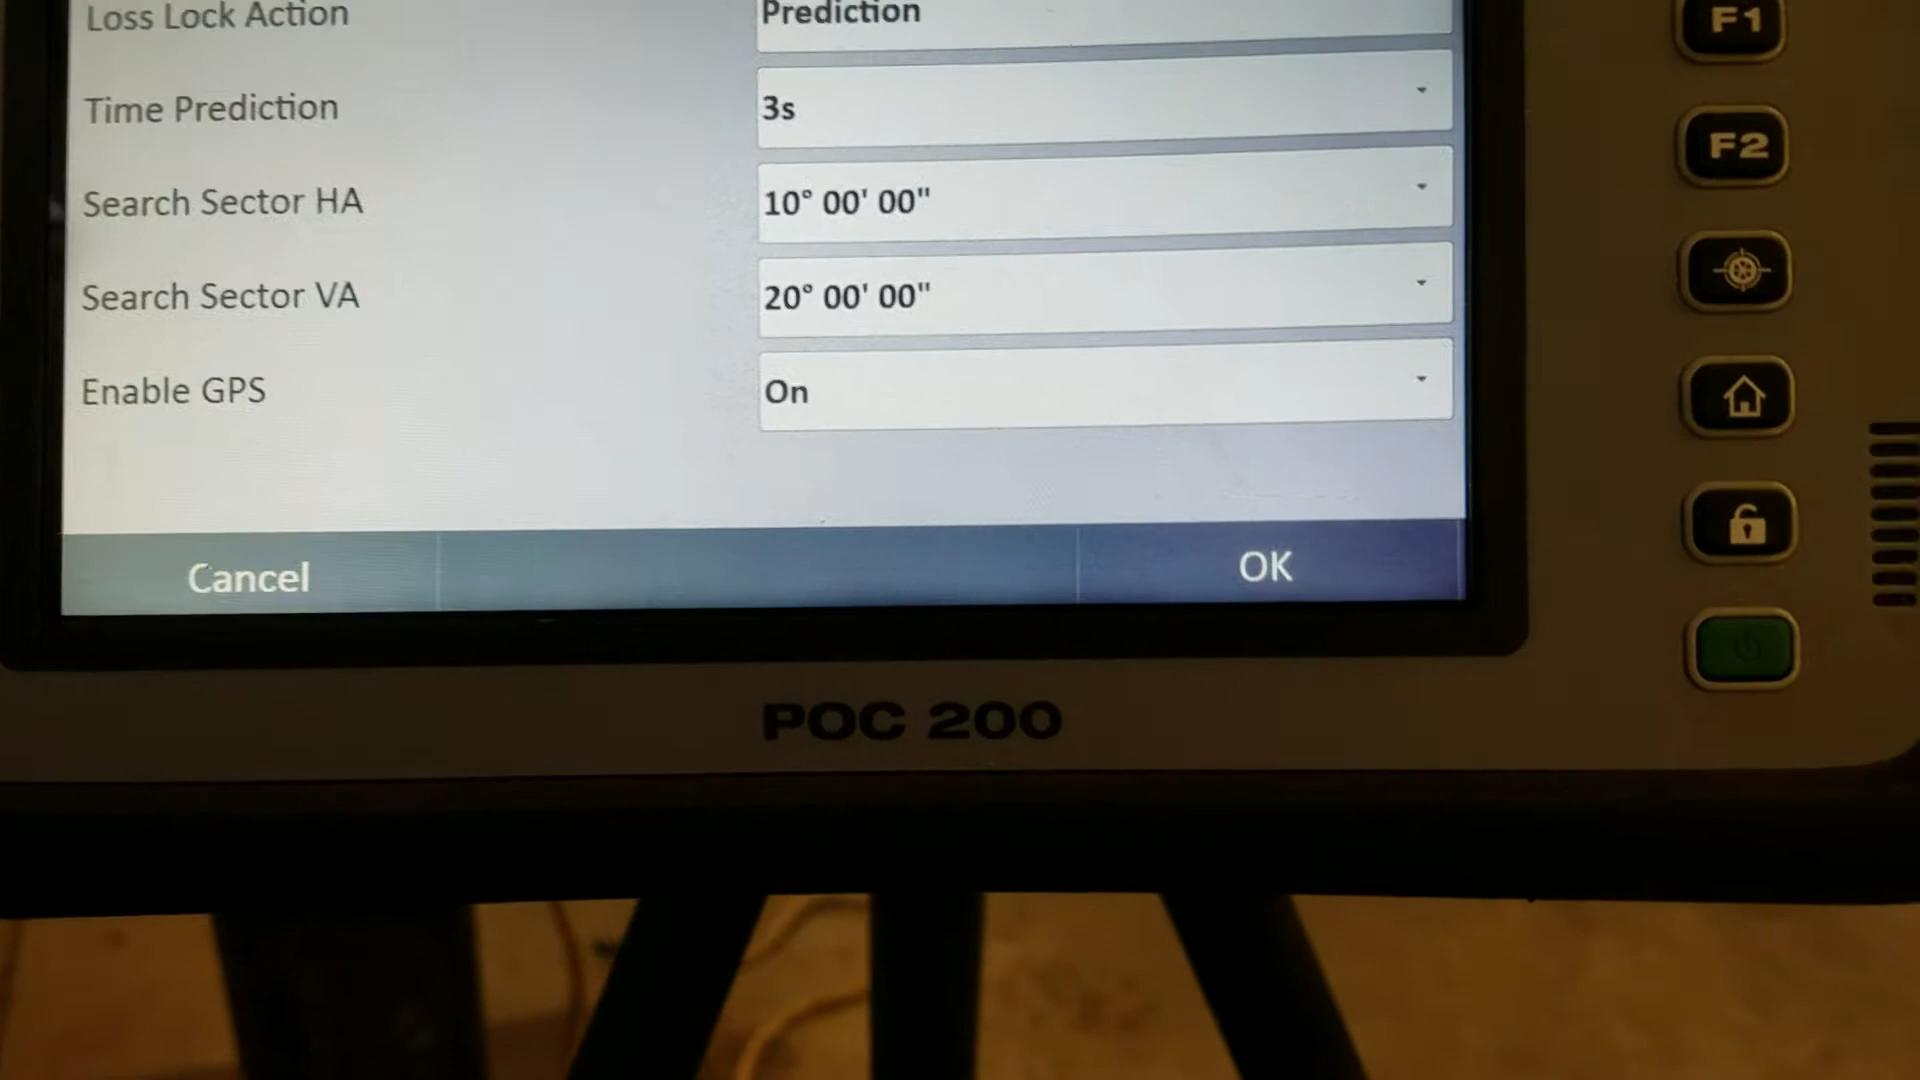 Loss Lock Action Prediction
Time Prediction 3s
Search Sector HA 10° 00' 00"
Search Sector VA 20° 00' 00"
Enable GPS On
Cancel OK
POC 200
F1
F2